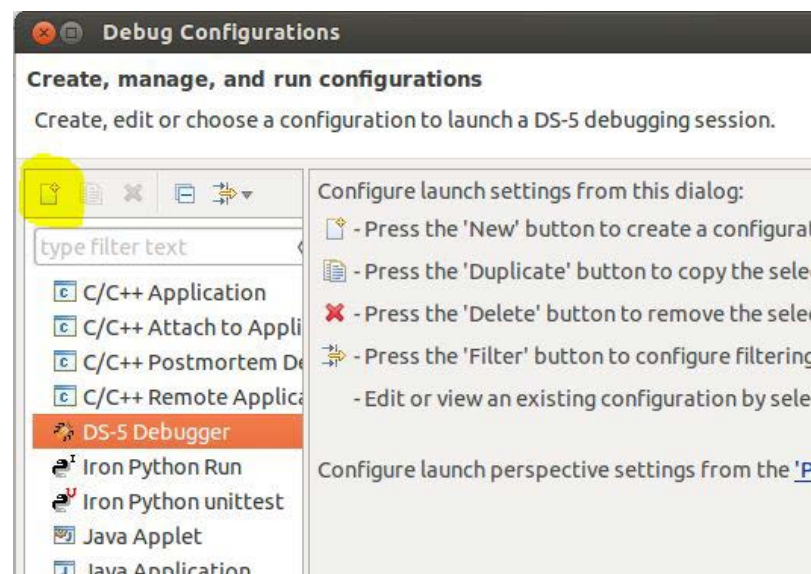 Debug Configurations
Create, manage, and run configurations
Create, edit or choose a configuration to launch a DS-5 debugging session.
type filter text
C/C++ Application
C/C++ Attach to Appli
C/C++ Postmortem De
C/C++ Remote Applica
DS-5 Debugger
Iron Python Run
Iron Python unittest
Java Applet
Java Application
Configure launch settings from this dialog:
- Press the 'New' button to create a configurat
- Press the 'Duplicate' button to copy the selec
- Press the 'Delete' button to remove the selec
- Press the 'Filter' button to configure filtering
- Edit or view an existing configuration by sele
Configure launch perspective settings from the 'P